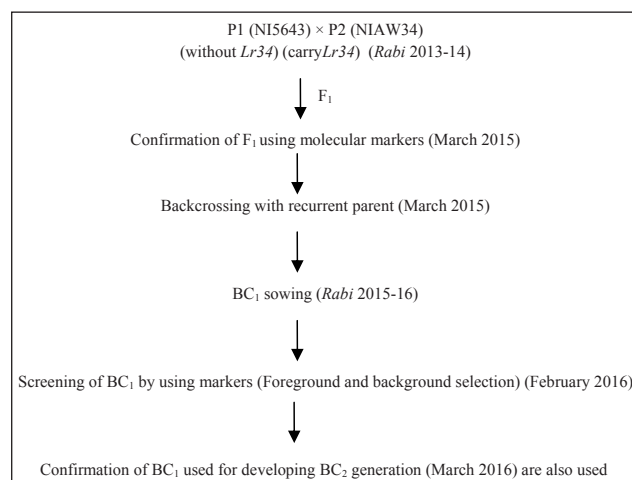 P1 (NI5643) × P2 (NIAW34)
(without Lr34) (carryLr34) (Rabi 2013-14)
F₁
Confirmation of F₁ using molecular markers (March 2015)
Backcrossing with recurrent parent (March 2015)
BC₁ sowing (Rabi 2015-16)
Screening of BC₁ by using markers (Foreground and background selection) (February 2016)
Confirmation of BC₁ used for developing BC₂ generation (March 2016) are also used